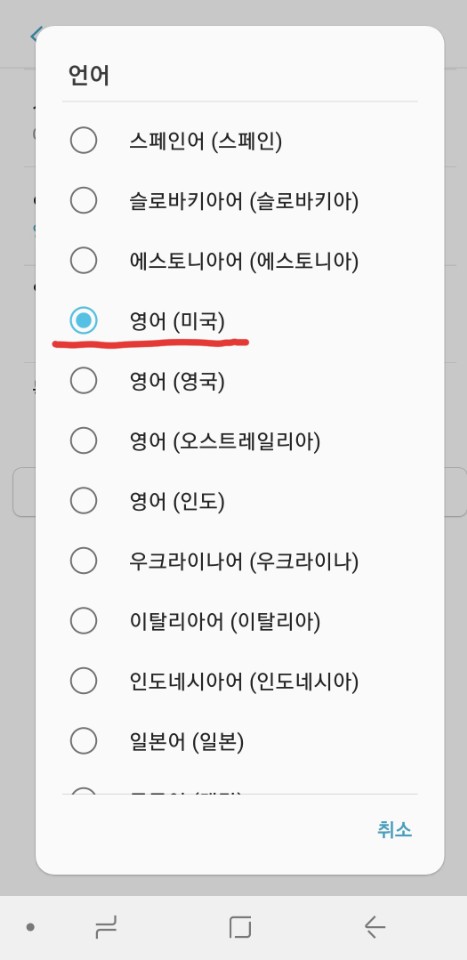 언어
스페인어 (스페인)
슬로바키아어 (슬로바키아)
에스토니아어 (에스토니아)
영어 (미국)
영어 (영국)
영어 (오스트레일리아)
영어 (인도)
우크라이나어 (우크라이나)
이탈리아어 (이탈리아)
인도네시아어 (인도네시아)
일본어 (일본)
취소